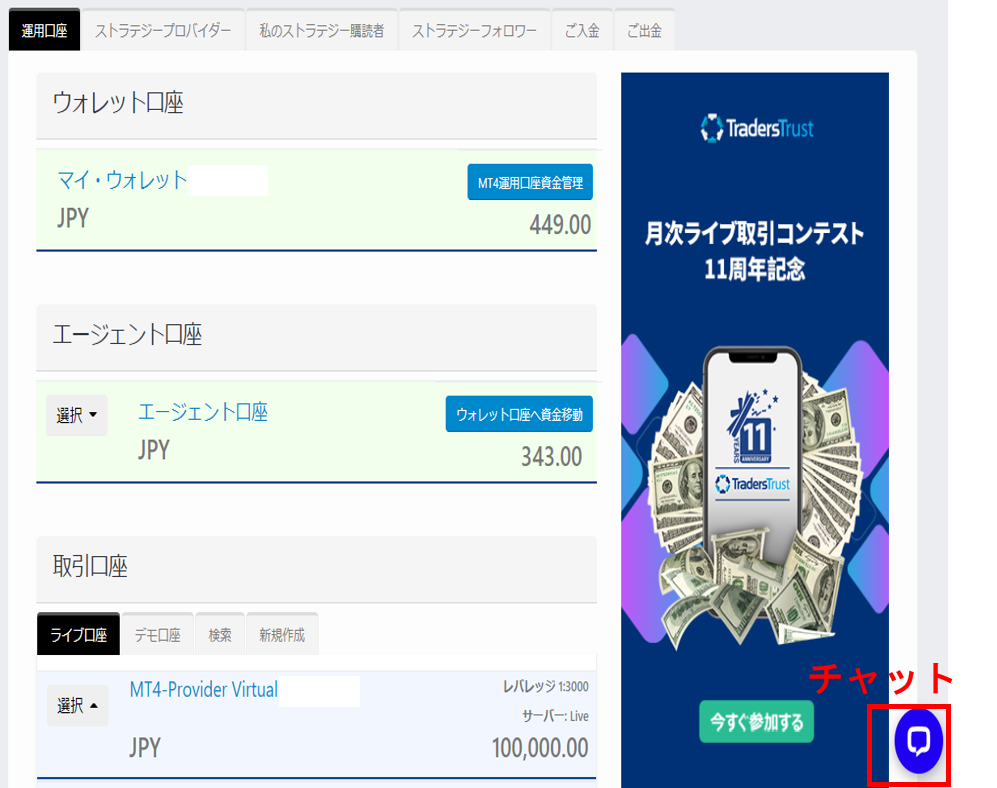 運用口座 ストラテジープロバイダー 私のストラテジー購読者 ストラテジーフォロワー ご入金 ご出金
ウォレット口座
マイ・ウォレット
MT4運用口座資金管理
JPY
449.00
エージェント口座
選択
エージェント口座
ウォレット口座へ資金移動
JPY
343.00
取引口座
ライブ口座 デモ口座 検索 新規作成
選択
MT4-Provider Virtual
レバレッジ 1:3000
サーバー: Live
JPY
100,000.00
TradersTrust
月次ライブ取引コンテスト
11周年記念
11
YEARS
ANNIVERSARY
TradersTrust
今すぐ参加する
チャット